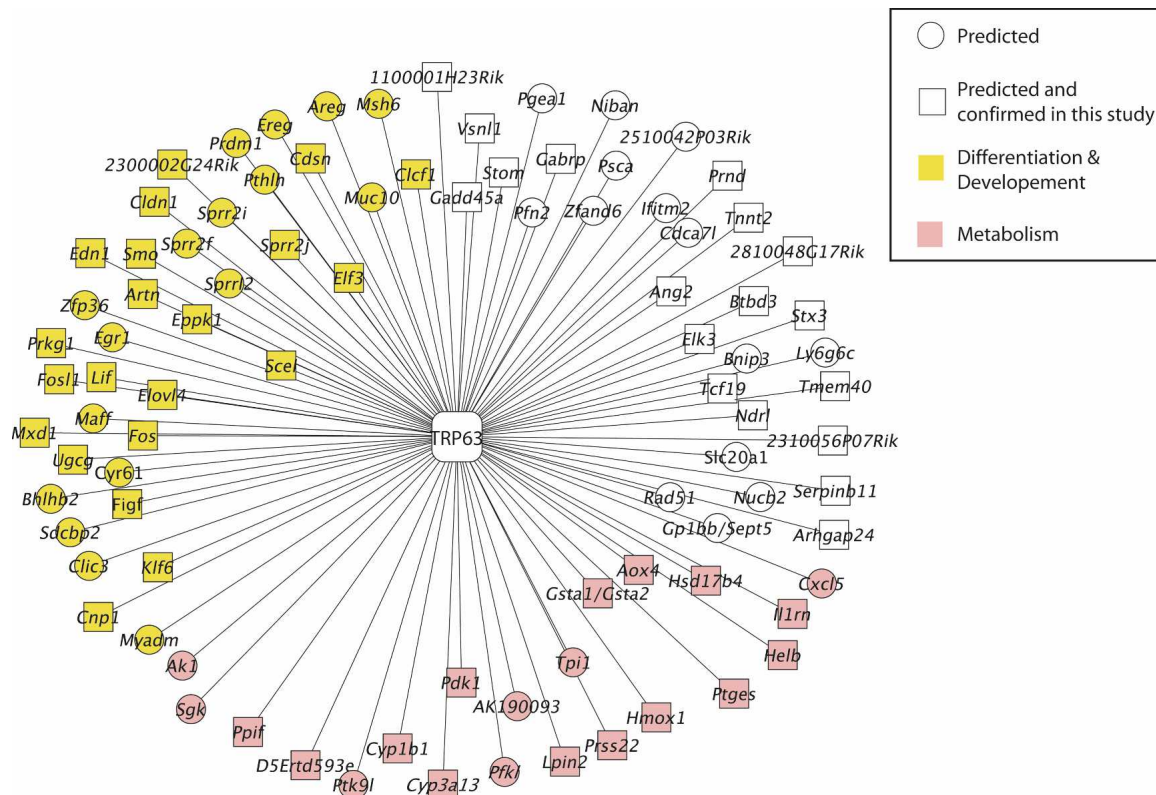 Predicted
Predicted and
confirmed in this study
Differentiation &
Developement
Metabolism
1100001H23Rik
Areg
Msh6
Pgea1
Niban
Ereg
Vsnl1
2510042P03Rik
Prdm1
Cdsn
Gabrp
Psca
2300002G24Rik
Pthlh
Clcf1
Stom
Prnd
Cldn1
Sprr2i
Muc10
Gadd45a
Pfn2
Zfand6
Ifitm2
Tnnt2
Cdca7l
Edn1
Smo
Sprr2f
Sprr2j
2810048G17Rik
Zfp36
Artn
Sprrl2
Elf3
Ang2
Btbd3
Stx3
Prkg1
Egr1
Eppk1
Elk3
Bnip3
Ly6g6c
Fosl1
Lif
Elovl4
Scel
Tcf19
Tmem40
Maff
Ndrl
Mxd1
Fos
TRP63
2310056P07Rik
Ugcg
Cyr61
Slc20a1
Bhlhb2
Figf
Rad51
Nucb2
Serpinb11
Sdcbp2
Gp1bb/Sept5
Arhgap24
Clic3
Klf6
Aox4
Hsd17b4
Cxcl5
Gsta1/Gsta2
Cnp1
Il1rn
Myadm
Ak1
Tpi1
Helb
Sgk
Pdk1
AK190093
Ptges
Ppif
Hmox1
Cyp1b1
Prss22
D5Ertd593e
Lpin2
Ptk9l
Cyp3a13
Pfkl